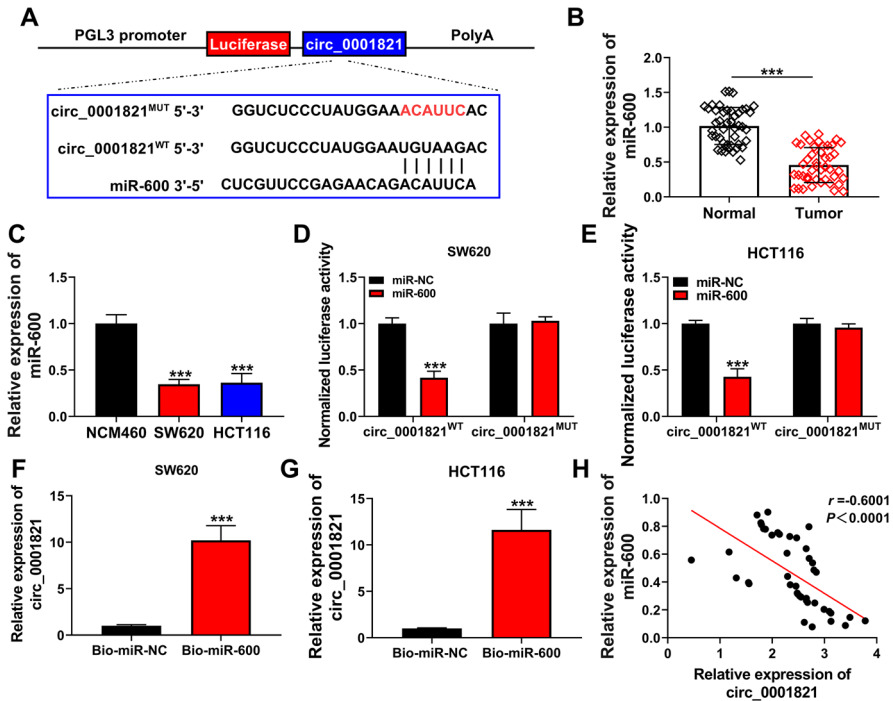 A
PGL3 promoter
Luciferase
circ_0001821
PolyA
circ_0001821MUT 5'-3' GGUCUCCCUAUGGAAACAUUCAC
circ_0001821WT 5'-3' GGUCUCCCUAUGGAAUGUAAGAC
miR-600 3'-5' CUCGUUCCGAGAACAGACAUUCA
B
Relative expression of
miR-600
2.0
1.5
1.0
0.5
0.0
***
Normal
Tumor
C
Relative expression of
miR-600
1.5
1.0
0.5
0.0
***
***
NCM460
SW620
HCT116
D
SW620
Normalized luciferase activity
1.5
1.0
0.5
0.0
miR-NC
miR-600
***
circ_0001821WT
circ_0001821MUT
E
HCT116
Normalized luciferase activity
1.5
1.0
0.5
0.0
miR-NC
miR-600
***
circ_0001821WT
circ_0001821MUT
F
SW620
Relative expression of
circ_0001821
15
10
5
0
***
Bio-miR-NC
Bio-miR-600
G
HCT116
Relative expression of
circ_0001821
15
10
5
0
***
Bio-miR-NC
Bio-miR-600
H
Relative expression of
miR-600
1.0
0.8
0.6
0.4
0.2
0.0
r =-0.6001
P＜0.0001
0
1
2
3
4
Relative expression of
circ_0001821